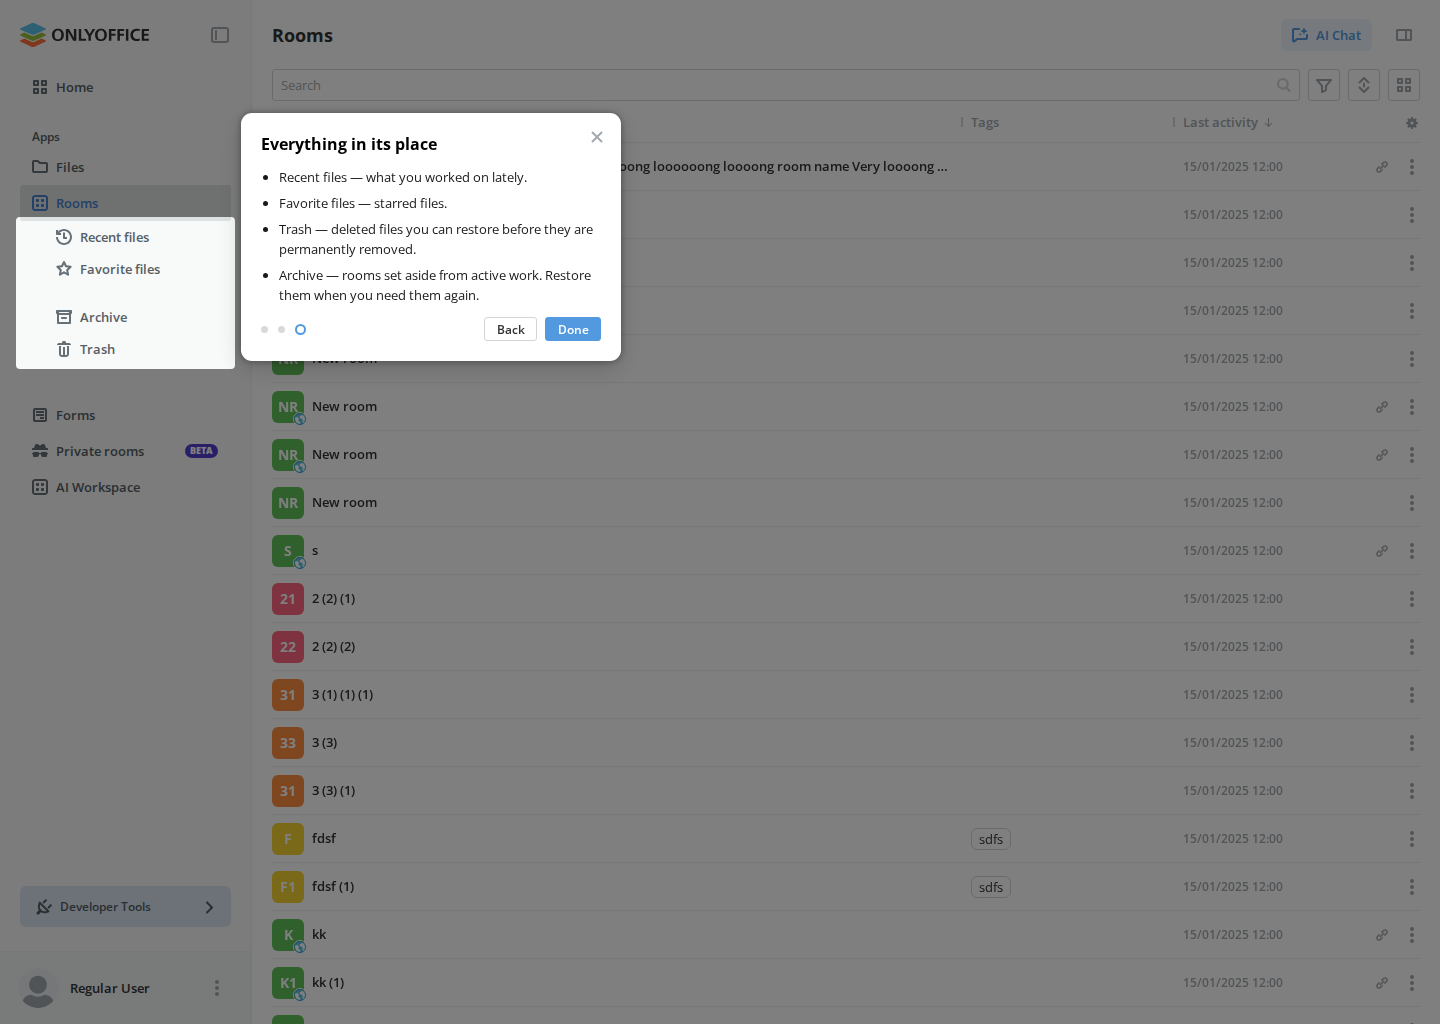 ONLYOFFICE
Home
Apps
Files
Rooms
Recent files
Favorite files
Archive
Trash
Forms
Private rooms BETA
AI Workspace
Developer Tools
Regular User
Rooms
AI Chat
Search
Tags Last activity
Everything in its place
Recent files — what you worked on lately.
Favorite files — starred files.
Trash — deleted files you can restore before they are
permanently removed.
Archive — rooms set aside from active work. Restore
them when you need them again.
Back Done
loooooong loooong room name Very loooong ... 15/01/2025 12:00
15/01/2025 12:00
15/01/2025 12:00
15/01/2025 12:00
New room 15/01/2025 12:00
NR New room 15/01/2025 12:00
NR New room 15/01/2025 12:00
NR New room 15/01/2025 12:00
S s 15/01/2025 12:00
21 2 (2) (1) 15/01/2025 12:00
22 2 (2) (2) 15/01/2025 12:00
31 3 (1) (1) (1) 15/01/2025 12:00
33 3 (3) 15/01/2025 12:00
31 3 (3) (1) 15/01/2025 12:00
F fdsf sdfs 15/01/2025 12:00
F1 fdsf (1) sdfs 15/01/2025 12:00
K kk 15/01/2025 12:00
K1 kk (1) 15/01/2025 12:00